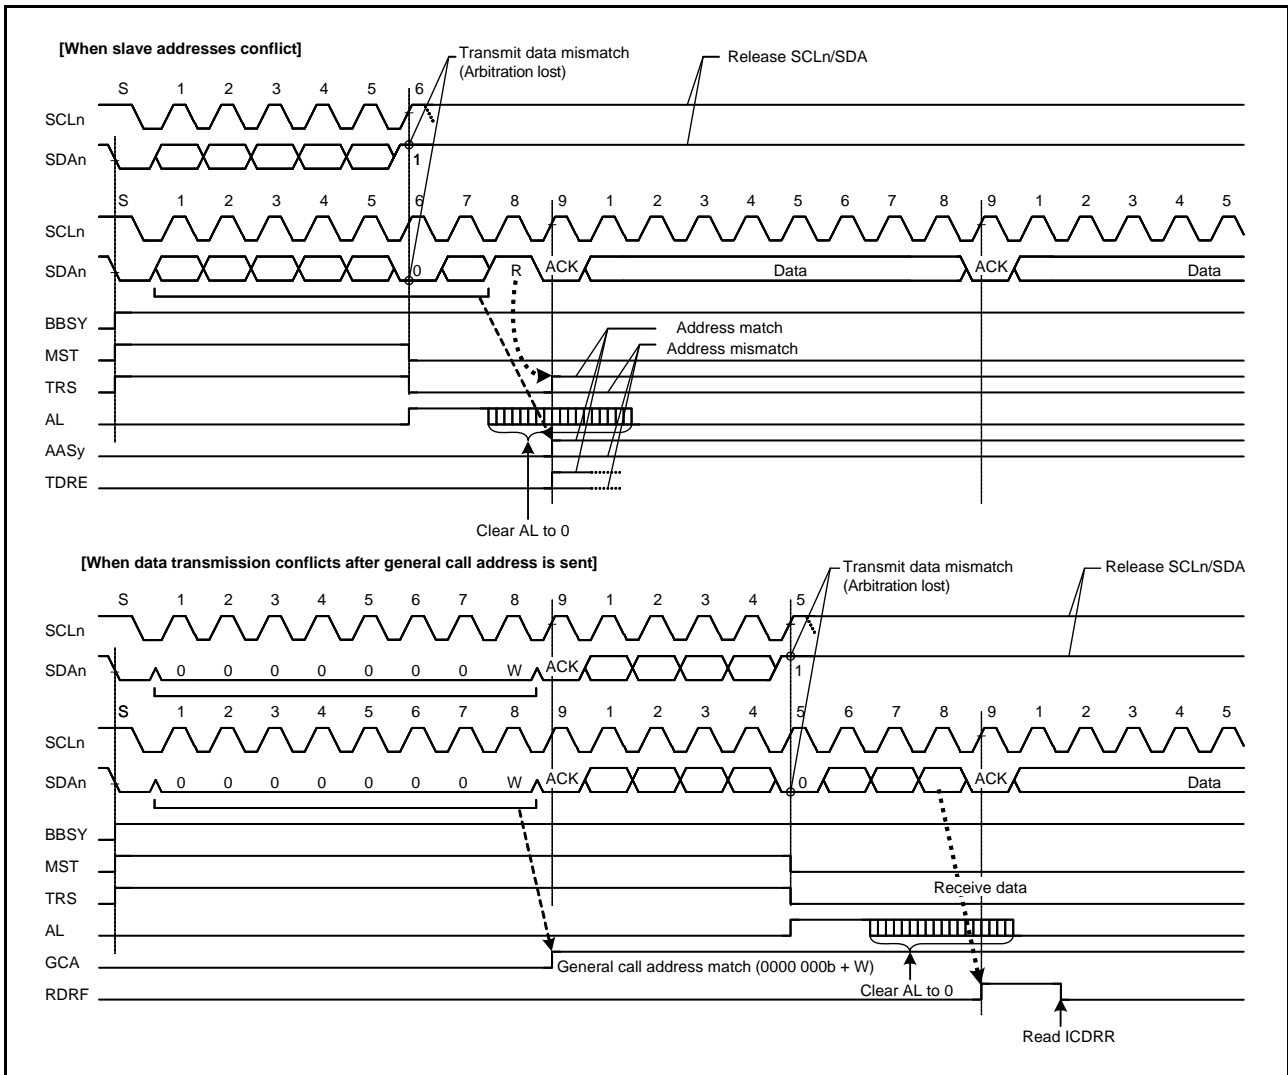 [When slave addresses conflict]
Transmit data mismatch
(Arbitration lost)
Release SCLn/SDA
S 1 2 3 4 5 6
SCLn
SDAn
1
S 1 2 3 4 5 6 7 8 9 1 2 3 4 5 6 7 8 9 1 2 3 4 5
SCLn
SDAn 0 R ACK Data ACK Data
BBSY
Address match
MST
Address mismatch
TRS
AL
AASy
TDRE
Clear AL to 0
[When data transmission conflicts after general call address is sent]
Transmit data mismatch
(Arbitration lost)
Release SCLn/SDA
S 1 2 3 4 5 6 7 8 9 1 2 3 4 5
SCLn
SDAn 0 0 0 0 0 0 0 W ACK 1
S 1 2 3 4 5 6 7 8 9 1 2 3 4 5 6 7 8 9 1 2 3 4 5
SCLn
SDAn 0 0 0 0 0 0 0 W ACK 0 ACK Data
BBSY
MST
TRS Receive data
AL
GCA General call address match (0000 000b + W)
RDRF Clear AL to 0
Read ICDRR